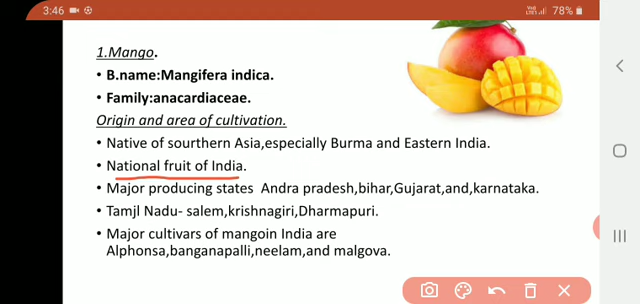 3:46
78%
1.Mango.
• B.name:Mangifera indica.
• Family:anacardiaceae.
Origin and area of cultivation.
• Native of sourthern Asia,especially Burma and Eastern India.
• National fruit of India.
• Major producing states Andra pradesh,bihar,Gujarat,and,karnataka.
• Tamjl Nadu- salem,krishnagiri,Dharmapuri.
• Major cultivars of mangoin India are
Alphonsa,banganapalli,neelam,and malgova.